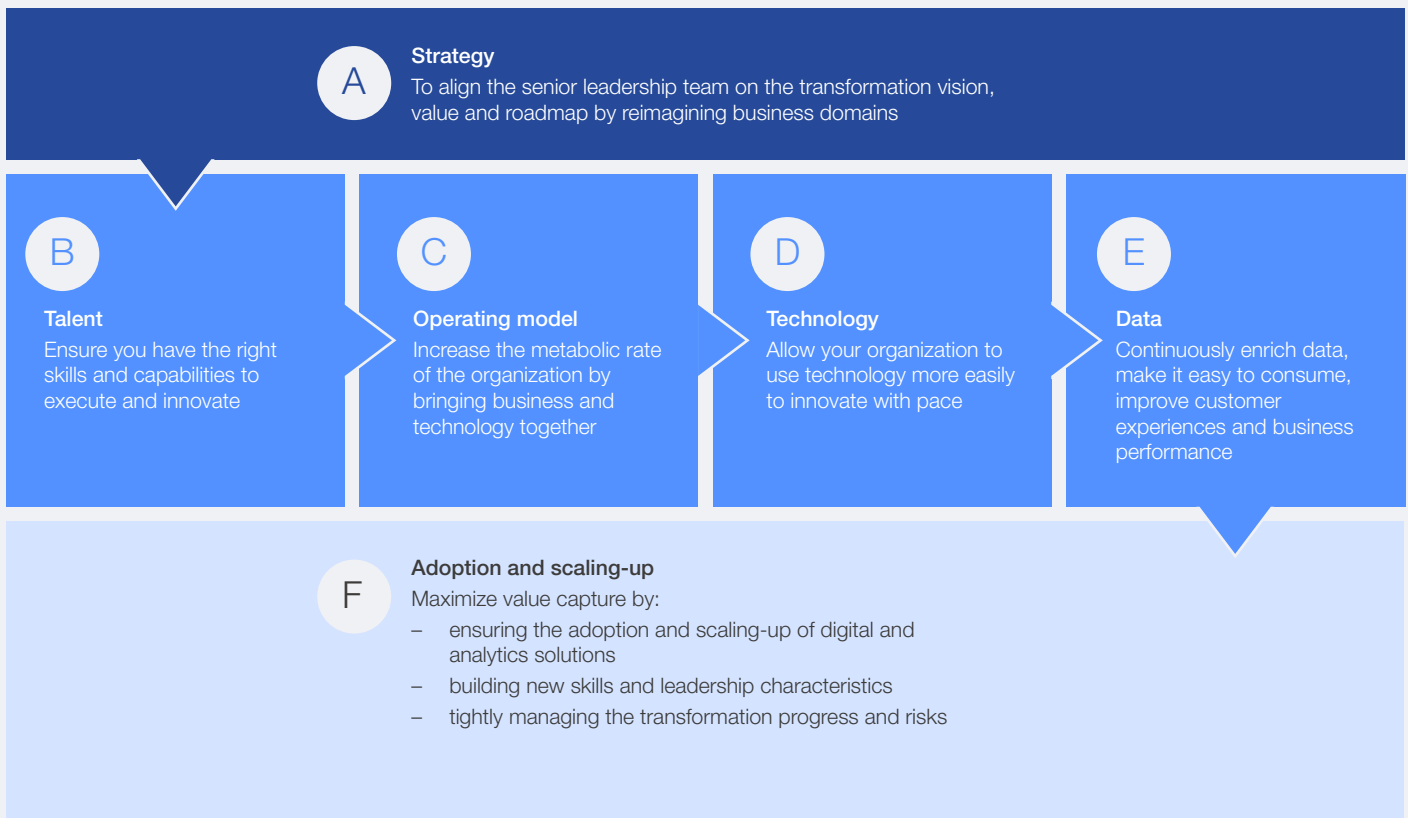 A
Strategy
To align the senior leadership team on the transformation vision,
value and roadmap by reimagining business domains
B
Talent
Ensure you have the right
skills and capabilities to
execute and innovate
C
Operating model
Increase the metabolic rate
of the organization by
bringing business and
technology together
D
Technology
Allow your organization to
use technology more easily
to innovate with pace
E
Data
Continuously enrich data,
make it easy to consume,
improve customer
experiences and business
performance
F
Adoption and scaling-up
Maximize value capture by:
– ensuring the adoption and scaling-up of digital and
analytics solutions
– building new skills and leadership characteristics
– tightly managing the transformation progress and risks